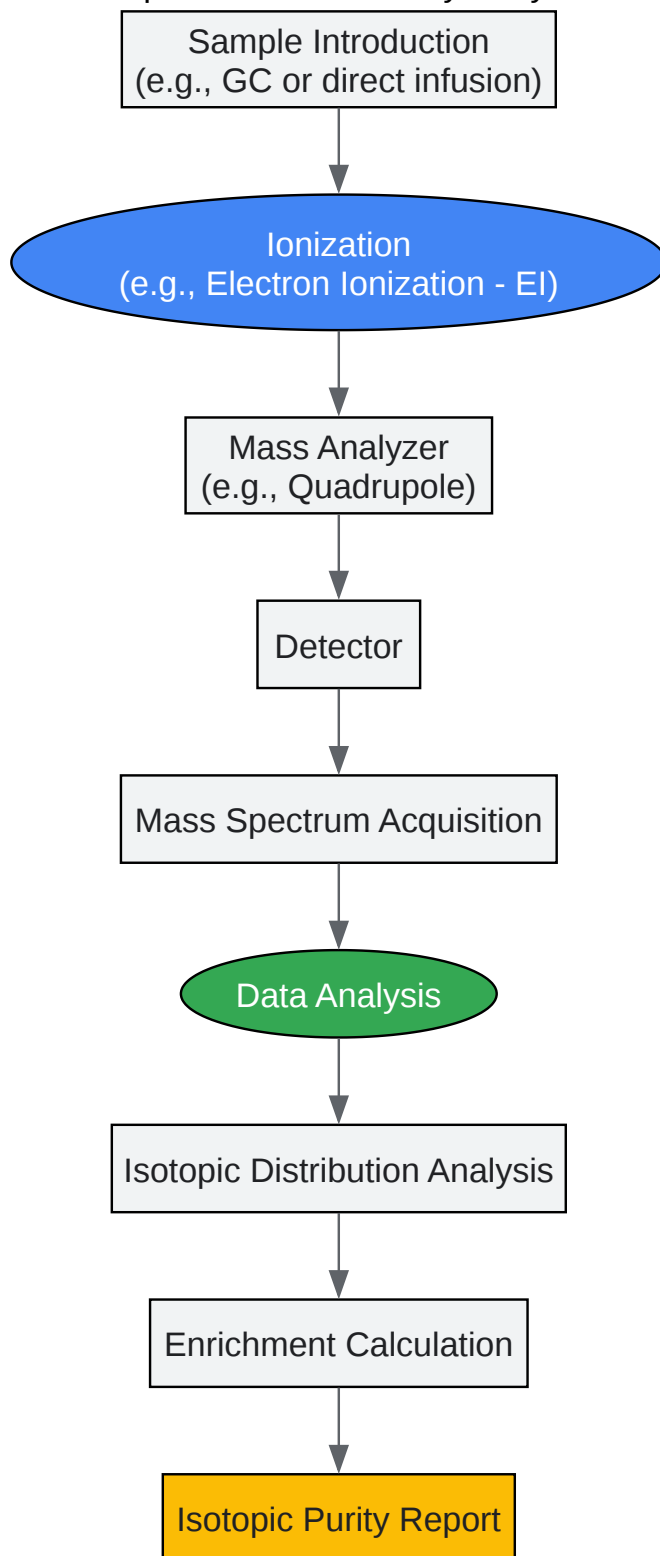 Sample Introduction
(e.g., GC or direct infusion)
Ionization
(e.g., Electron Ionization - EI)
Mass Analyzer
(e.g., Quadrupole)
Detector
Mass Spectrum Acquisition
Data Analysis
Isotopic Distribution Analysis
Enrichment Calculation
Isotopic Purity Report